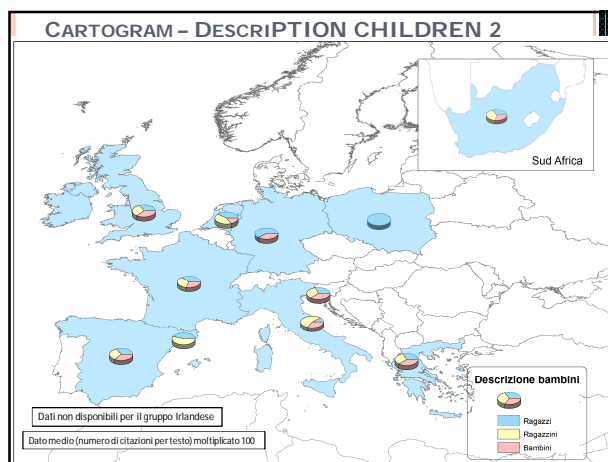 CARTOGRAM – DESCRIPTION CHILDREN 2
Sud Africa
Descrizione bambini
Ragazzi
Ragazzini
Bambini
Dati non disponibili per il gruppo Irlandese
Dato medio (numero di citazioni per testo) moltiplicato 100